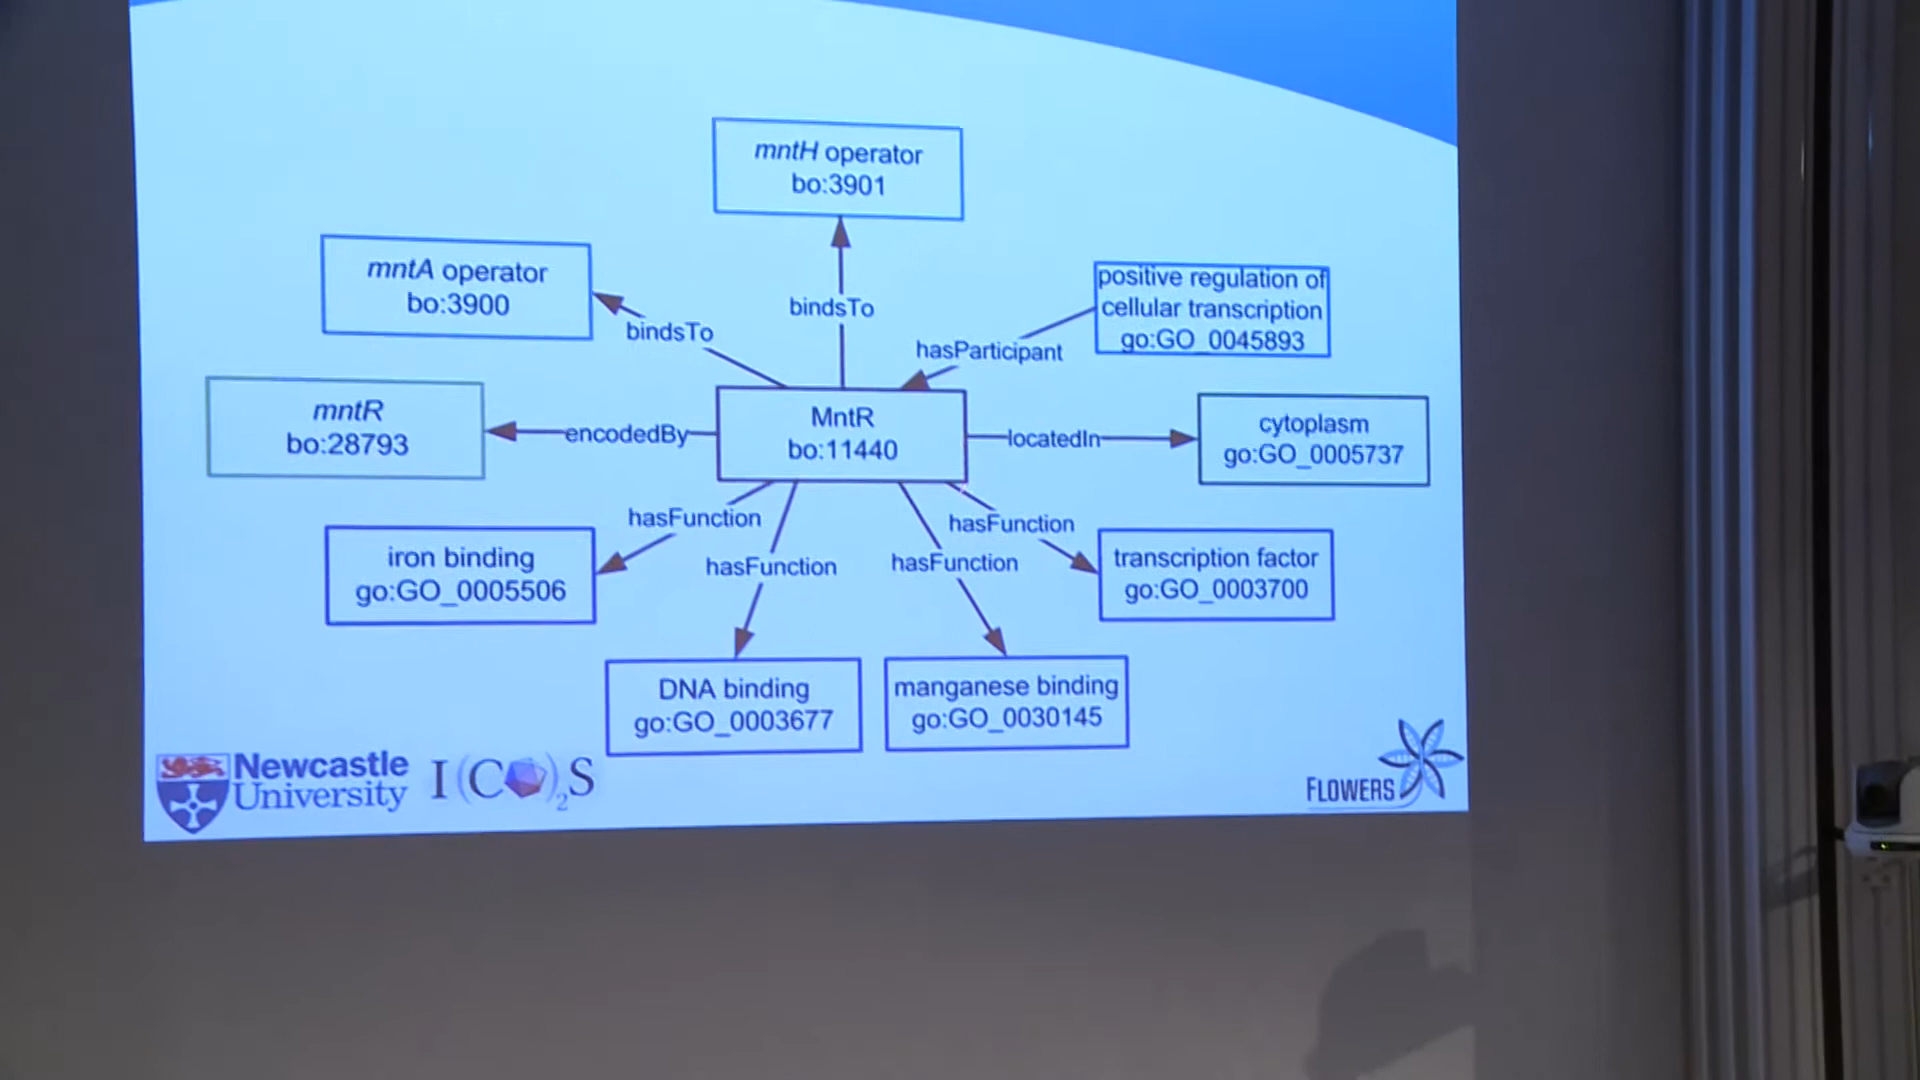 mntH operator
bo:3901
mntA operator
bo:3900
positive regulation of
cellular transcription
go:GO_0045893
bindsTo
bindsTo
hasParticipant
mntR
bo:28793
encodedBy
MntR
bo:11440
locatedIn
cytoplasm
go:GO_0005737
hasFunction
hasFunction
hasFunction
hasFunction
iron binding
go:GO_0005506
transcription factor
go:GO_0003700
DNA binding
go:GO_0003677
manganese binding
go:GO_0030145
Newcastle
University
I(CO)2S
FLOWERS